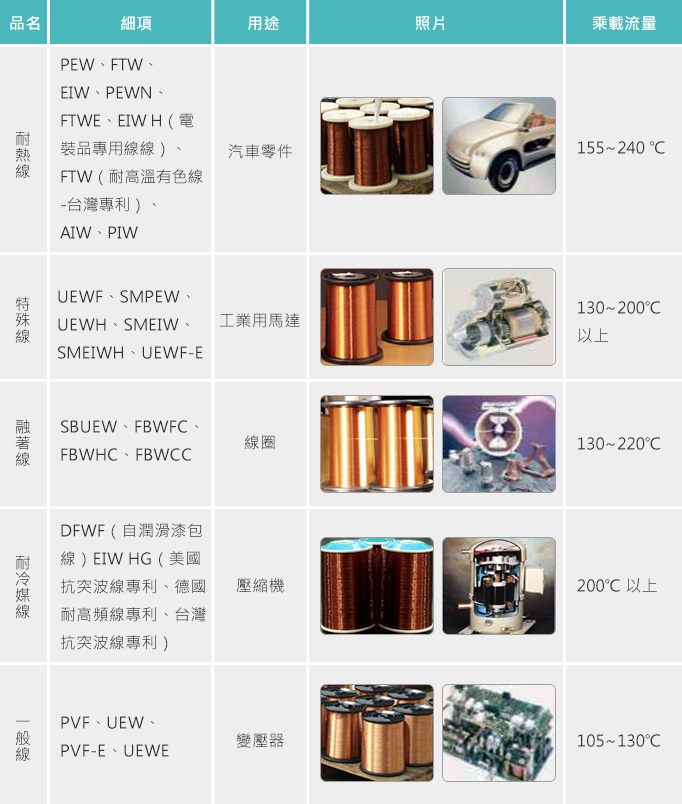 品名 細項 用途 照片 乘載流量
耐熱線
PEW、FTW、
EIW、PEWN、
FTWE、EIW H（電
裝品專用線線）、
FTW（耐高溫有色線
-台灣專利）、
AIW、PIW
汽車零件
155~240 ℃
特殊線
UEWF、SMPEW、
UEWH、SMEIW、
SMEIWH、UEWF-E
工業用馬達
130~200℃
以上
融著線
SBUEW、FBWFC、
FBWHC、FBWCC
線圈
130~220℃
耐冷媒線
DFWF（自潤滑漆包
線）EIW HG（美國
抗突波線專利、德國
耐高頻線專利、台灣
抗突波線專利）
壓縮機
200℃ 以上
一般線
PVF、UEW、
PVF-E、UEWE
變壓器
105~130℃